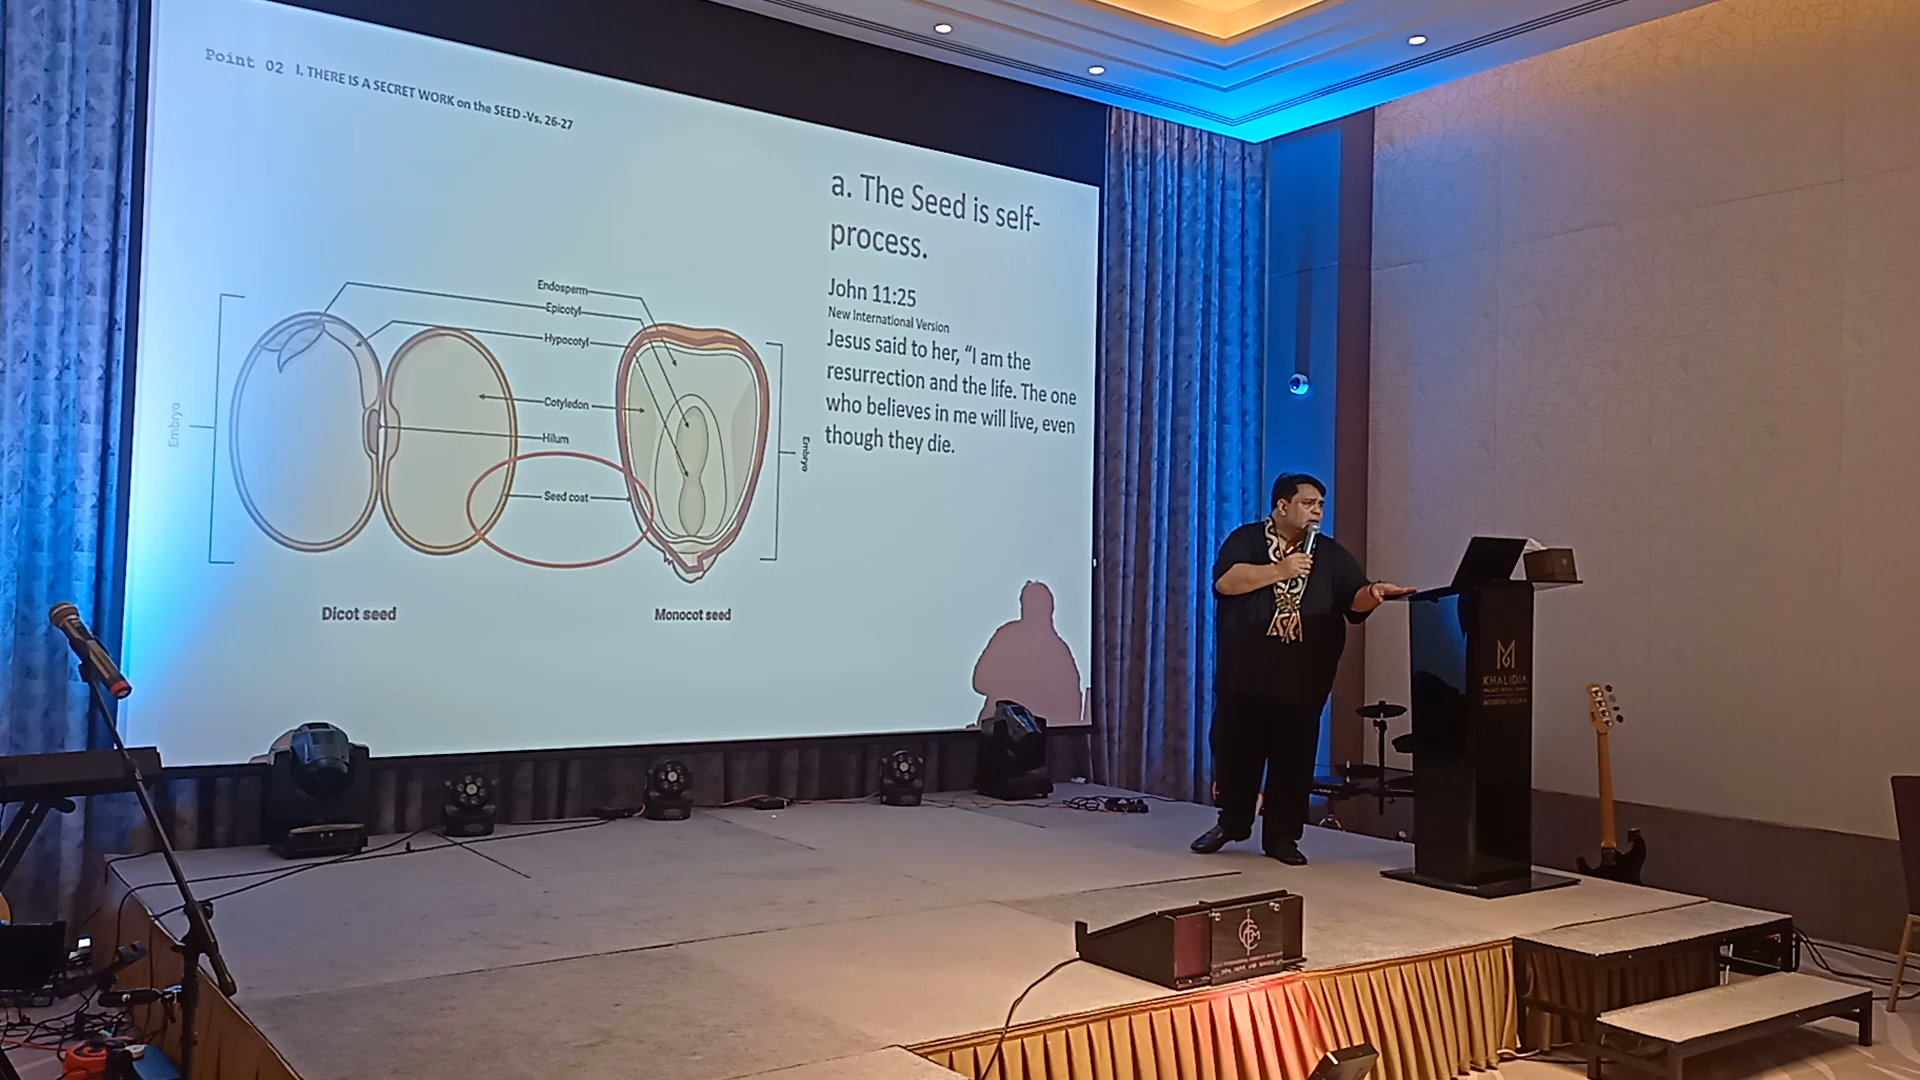 Point 02 I. THERE IS A SECRET WORK on the SEED -Vs. 26-27
a. The Seed is self-
process.
John 11:25
New International Version
Jesus said to her, “I am the
resurrection and the life. The one
who believes in me will live, even
though they die.
Endosperm
Epicotyl
Hypocotyl
Cotyledon
Hilum
Seed coat
Embryo
Embryo
Dicot seed
Monocot seed
M
KHALIDIA